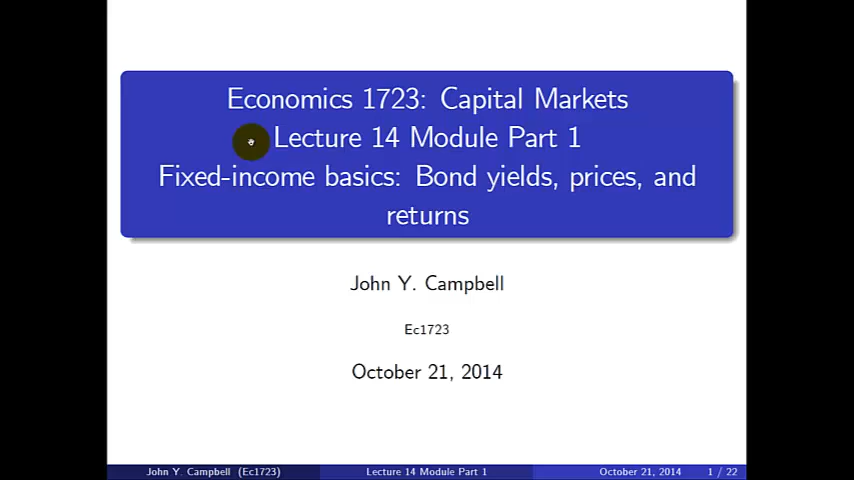 Economics 1723: Capital Markets
Lecture 14 Module Part 1
Fixed-income basics: Bond yields, prices, and
returns
John Y. Campbell
Ec1723
October 21, 2014
John Y. Campbell (Ec1723) Lecture 14 Module Part 1 October 21, 2014 1 / 22